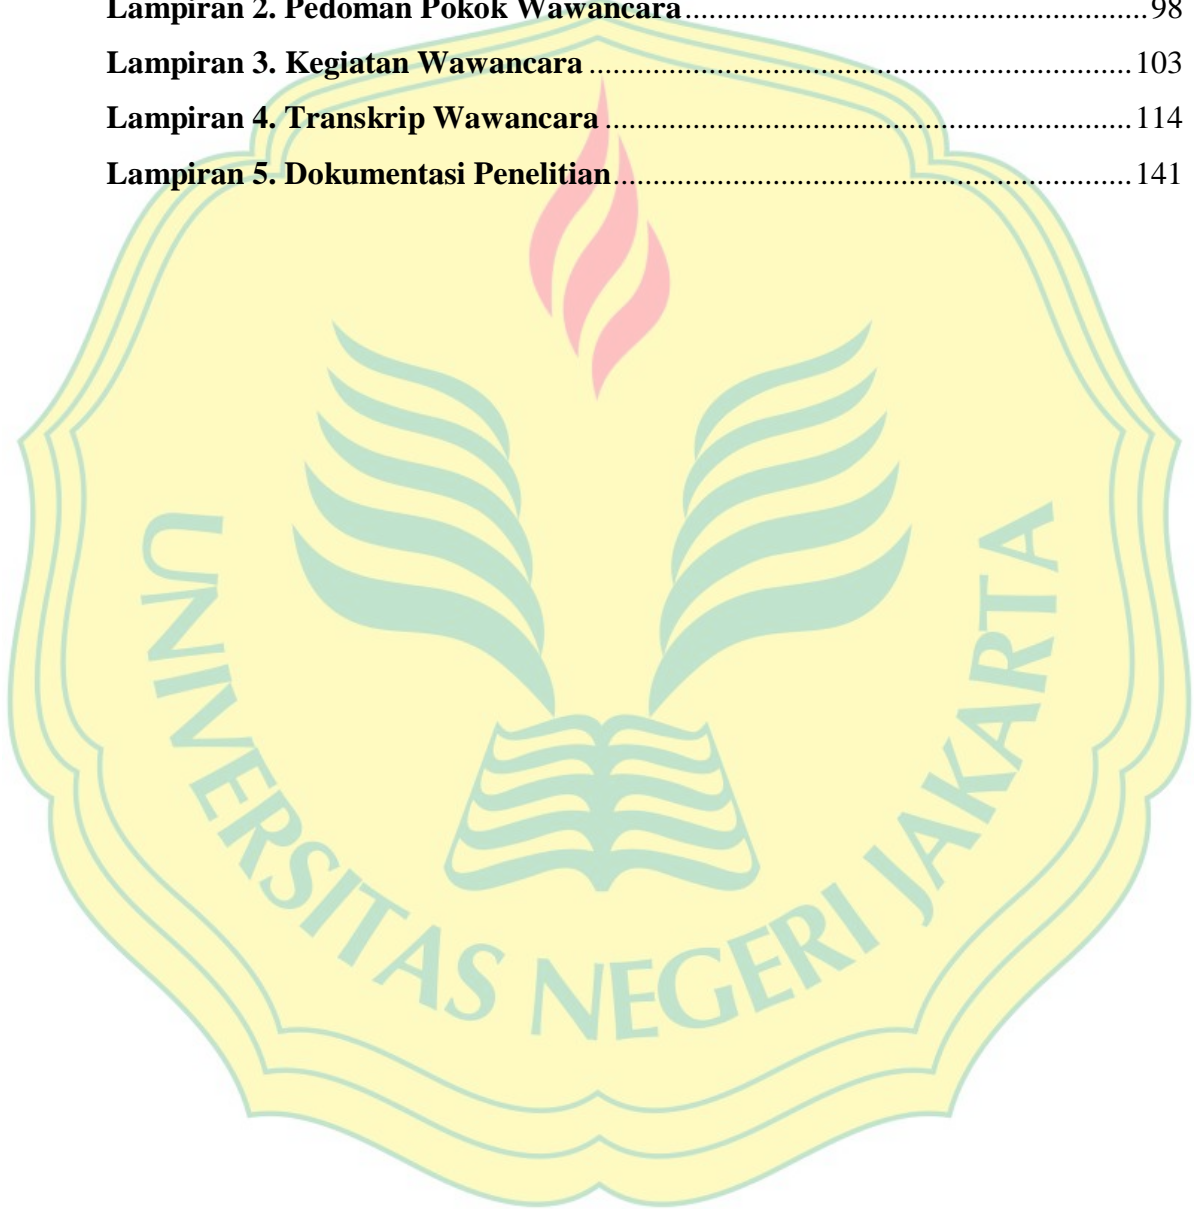 Lampiran 2. Pedoman Pokok Wawancara........................................................98
Lampiran 3. Kegiatan Wawancara ....................................................................103
Lampiran 4. Transkrip Wawancara ..................................................................114
Lampiran 5. Dokumentasi Penelitian.................................................................141
UNIVERSITAS NEGERI JAKARTA